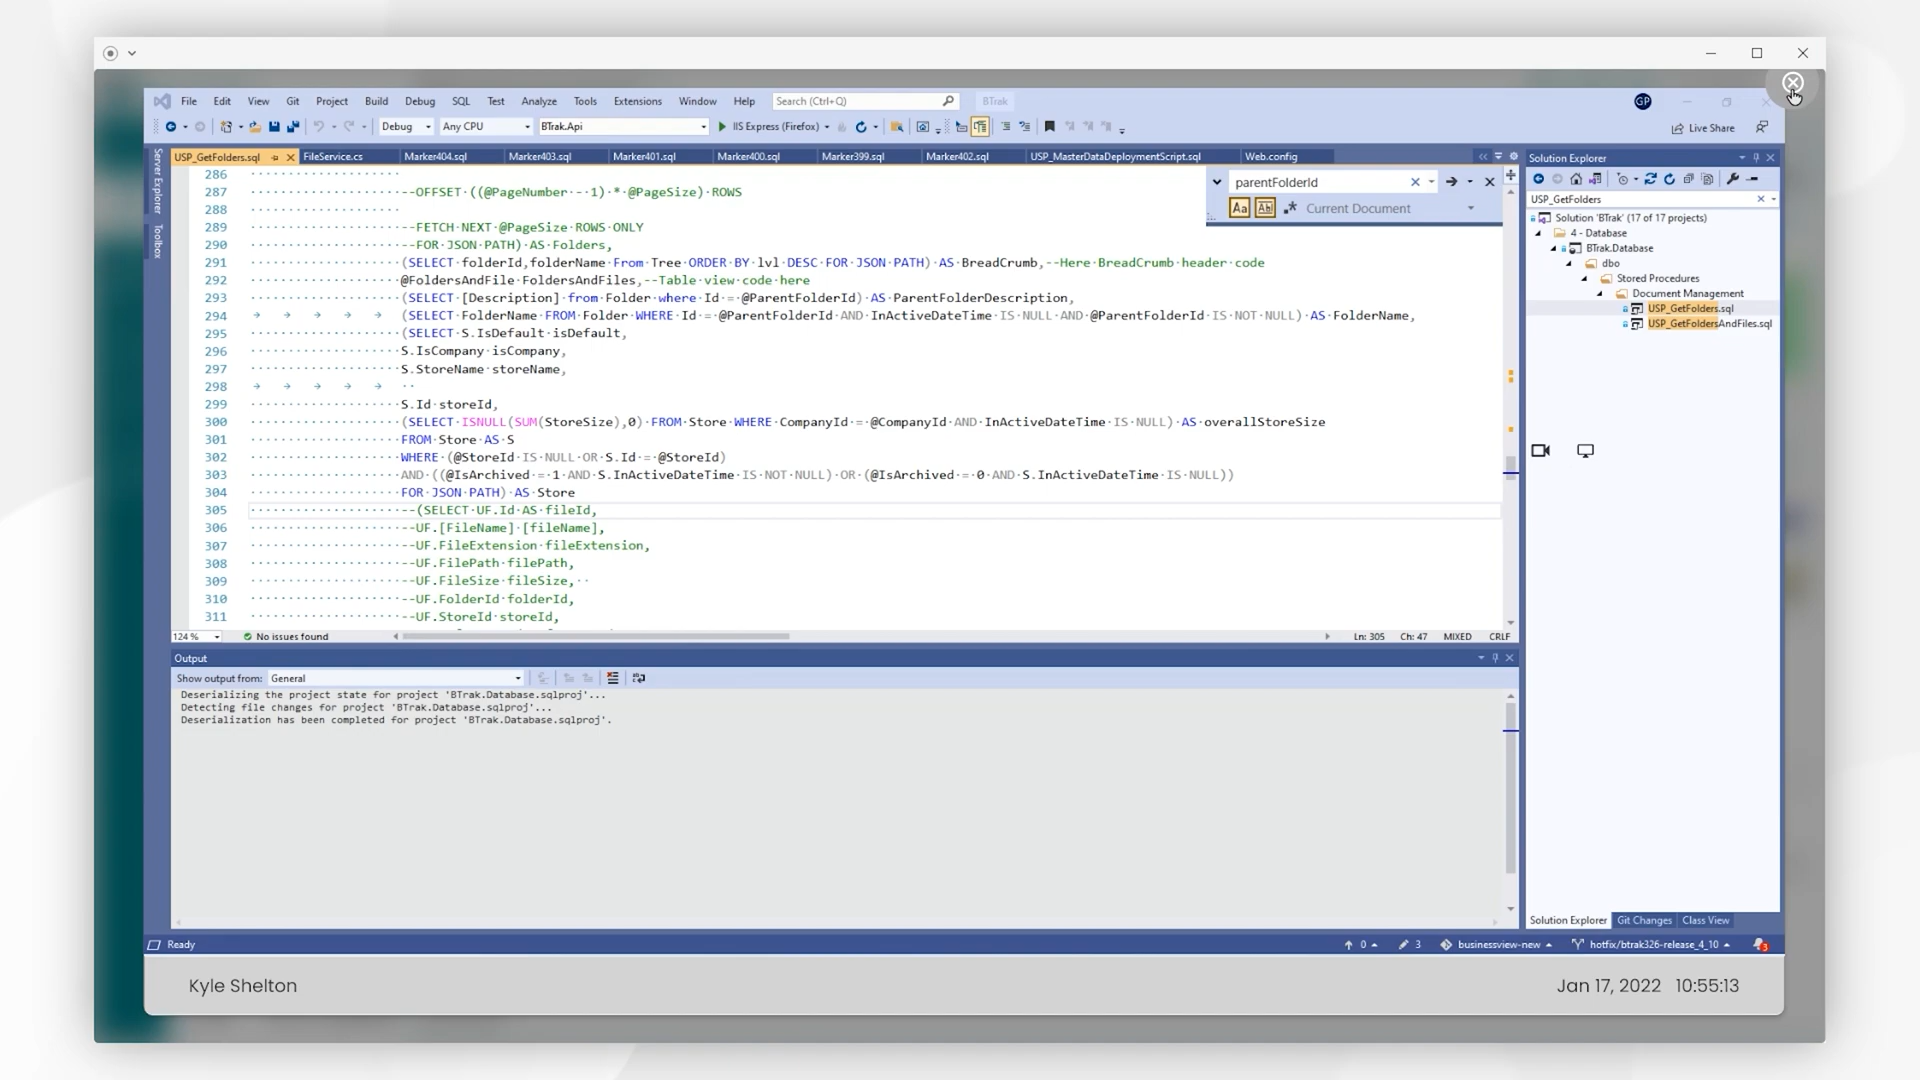 File Edit View Git Project Build Debug SQL Test Analyze Tools Extensions Window Help Search (Ctrl+Q) BTrak GP
Debug Any CPU BTrak.Api IIS Express (Firefox) Live Share
Server Explorer
Toolbox
USP_GetFolders.sql FileService.cs Marker404.sql Marker403.sql Marker401.sql Marker400.sql Marker399.sql Marker402.sql USP_MasterDataDeploymentScript.sql Web.config
parentFolderId
Aa Ab Current Document
286
287 --OFFSET ((@PageNumber - 1) * @PageSize) ROWS
288
289 --FETCH NEXT @PageSize ROWS ONLY
290 --FOR JSON PATH) AS Folders,
291 (SELECT folderId,folderName From Tree ORDER BY lvl DESC FOR JSON PATH) AS BreadCrumb,--Here BreadCrumb header code
292 @FoldersAndFile FoldersAndFiles,--Table view code here
293 (SELECT [Description] from Folder where Id = @ParentFolderId) AS ParentFolderDescription,
294 (SELECT FolderName FROM Folder WHERE Id = @ParentFolderId AND InActiveDateTime IS NULL AND @ParentFolderId IS NOT NULL) AS FolderName,
295 (SELECT S.IsDefault isDefault,
296 S.IsCompany isCompany,
297 S.StoreName storeName,
298
299 S.Id storeId,
300 (SELECT ISNULL(SUM(StoreSize),0) FROM Store WHERE CompanyId = @CompanyId AND InActiveDateTime IS NULL) AS overallStoreSize
301 FROM Store AS S
302 WHERE (@StoreId IS NULL OR S.Id = @StoreId)
303 AND ((@IsArchived = 1 AND S.InActiveDateTime IS NOT NULL) OR (@IsArchived = 0 AND S.InActiveDateTime IS NULL))
304 FOR JSON PATH) AS Store
305 --(SELECT UF.Id AS fileId,
306 --UF.[FileName] [fileName],
307 --UF.FileExtension fileExtension,
308 --UF.FilePath filePath,
309 --UF.FileSize fileSize,
310 --UF.FolderId folderId,
311 --UF.StoreId storeId,
124 % No issues found Ln: 305 Ch: 47 MIXED CRLF
Output
Show output from: General
Deserializing the project state for project 'BTrak.Database.sqlproj'...
Detecting file changes for project 'BTrak.Database.sqlproj'...
Deserialization has been completed for project 'BTrak.Database.sqlproj'.
Solution Explorer
USP_GetFolders
Solution 'BTrak' (17 of 17 projects)
4 - Database
BTrak.Database
dbo
Stored Procedures
Document Management
USP_GetFolders.sql
USP_GetFoldersAndFiles.sql
Solution Explorer Git Changes Class View
Ready 0 3 businessview-new hotfix/btrak326-release_4_10 3
Kyle Shelton Jan 17, 2022 10:55:13